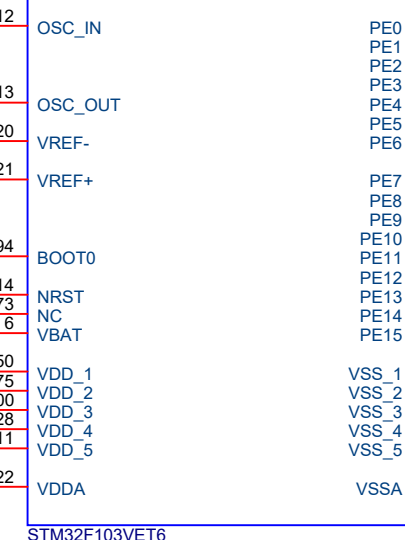 12 OSC_IN PE0
PE1
PE2
PE3
13 OSC_OUT PE4
PE5
20 VREF- PE6
21 VREF+ PE7
PE8
PE9
PE10
94 BOOT0 PE11
PE12
14 NRST PE13
73 NC PE14
6 VBAT PE15
50 VDD_1 VSS_1
75 VDD_2 VSS_2
00 VDD_3 VSS_3
28 VDD_4 VSS_4
11 VDD_5 VSS_5
22 VDDA VSSA
STM32F103VET6